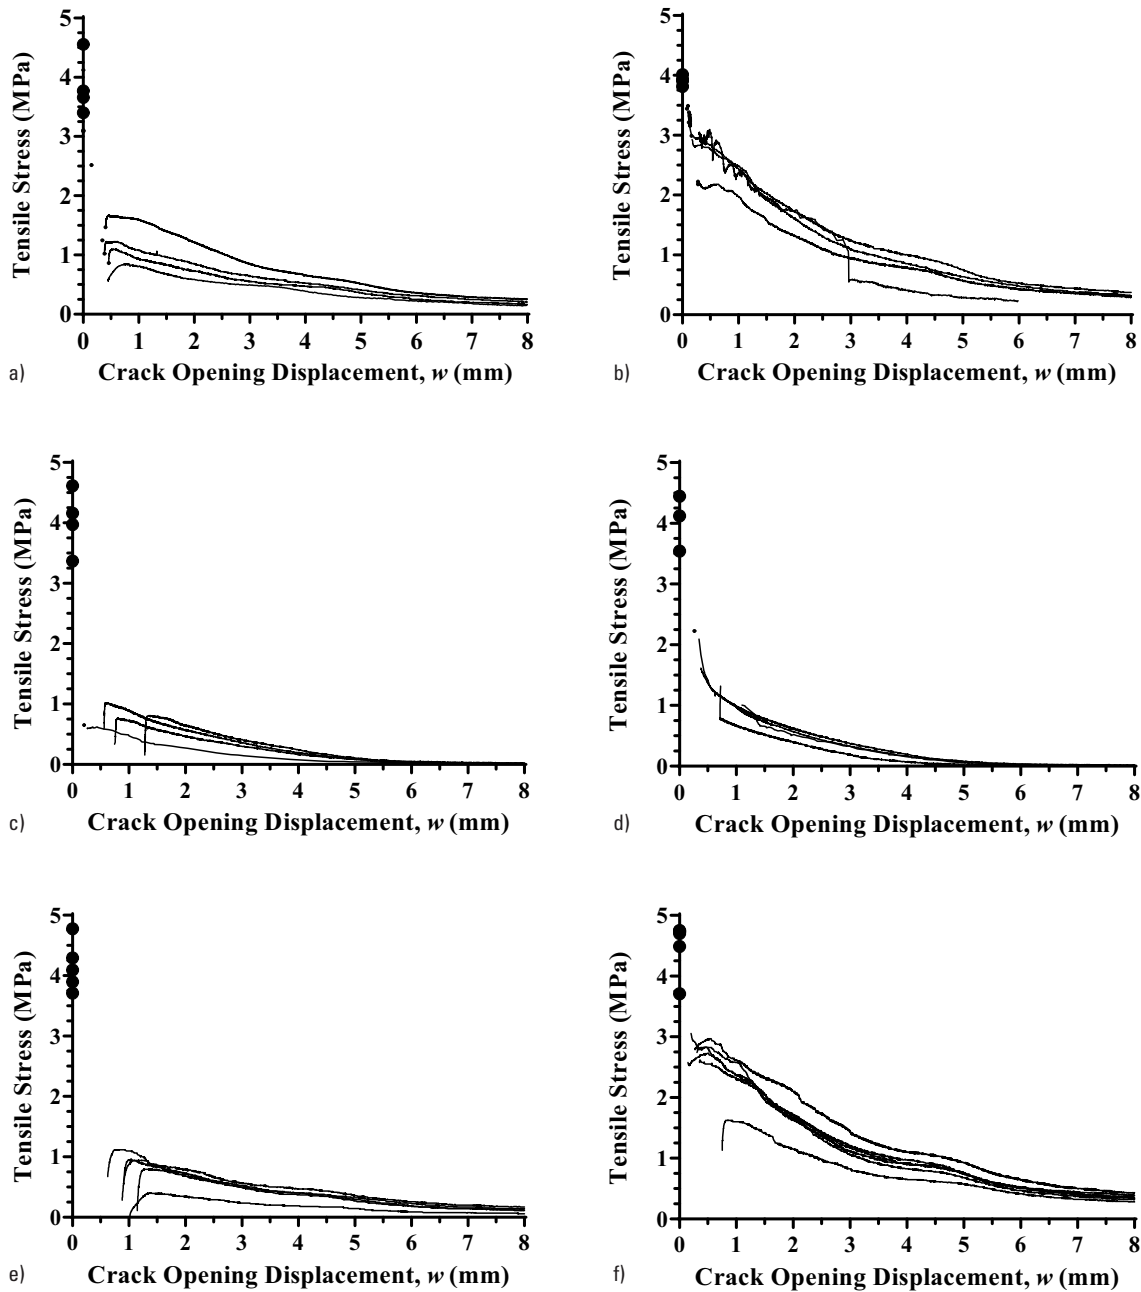 Tensile Stress (MPa)
5
4
3
2
1
0
0 1 2 3 4 5 6 7 8
a) Crack Opening Displacement, w (mm)
Tensile Stress (MPa)
5
4
3
2
1
0
0 1 2 3 4 5 6 7 8
b) Crack Opening Displacement, w (mm)
Tensile Stress (MPa)
5
4
3
2
1
0
0 1 2 3 4 5 6 7 8
c) Crack Opening Displacement, w (mm)
Tensile Stress (MPa)
5
4
3
2
1
0
0 1 2 3 4 5 6 7 8
d) Crack Opening Displacement, w (mm)
Tensile Stress (MPa)
5
4
3
2
1
0
0 1 2 3 4 5 6 7 8
e) Crack Opening Displacement, w (mm)
Tensile Stress (MPa)
5
4
3
2
1
0
0 1 2 3 4 5 6 7 8
f) Crack Opening Displacement, w (mm)